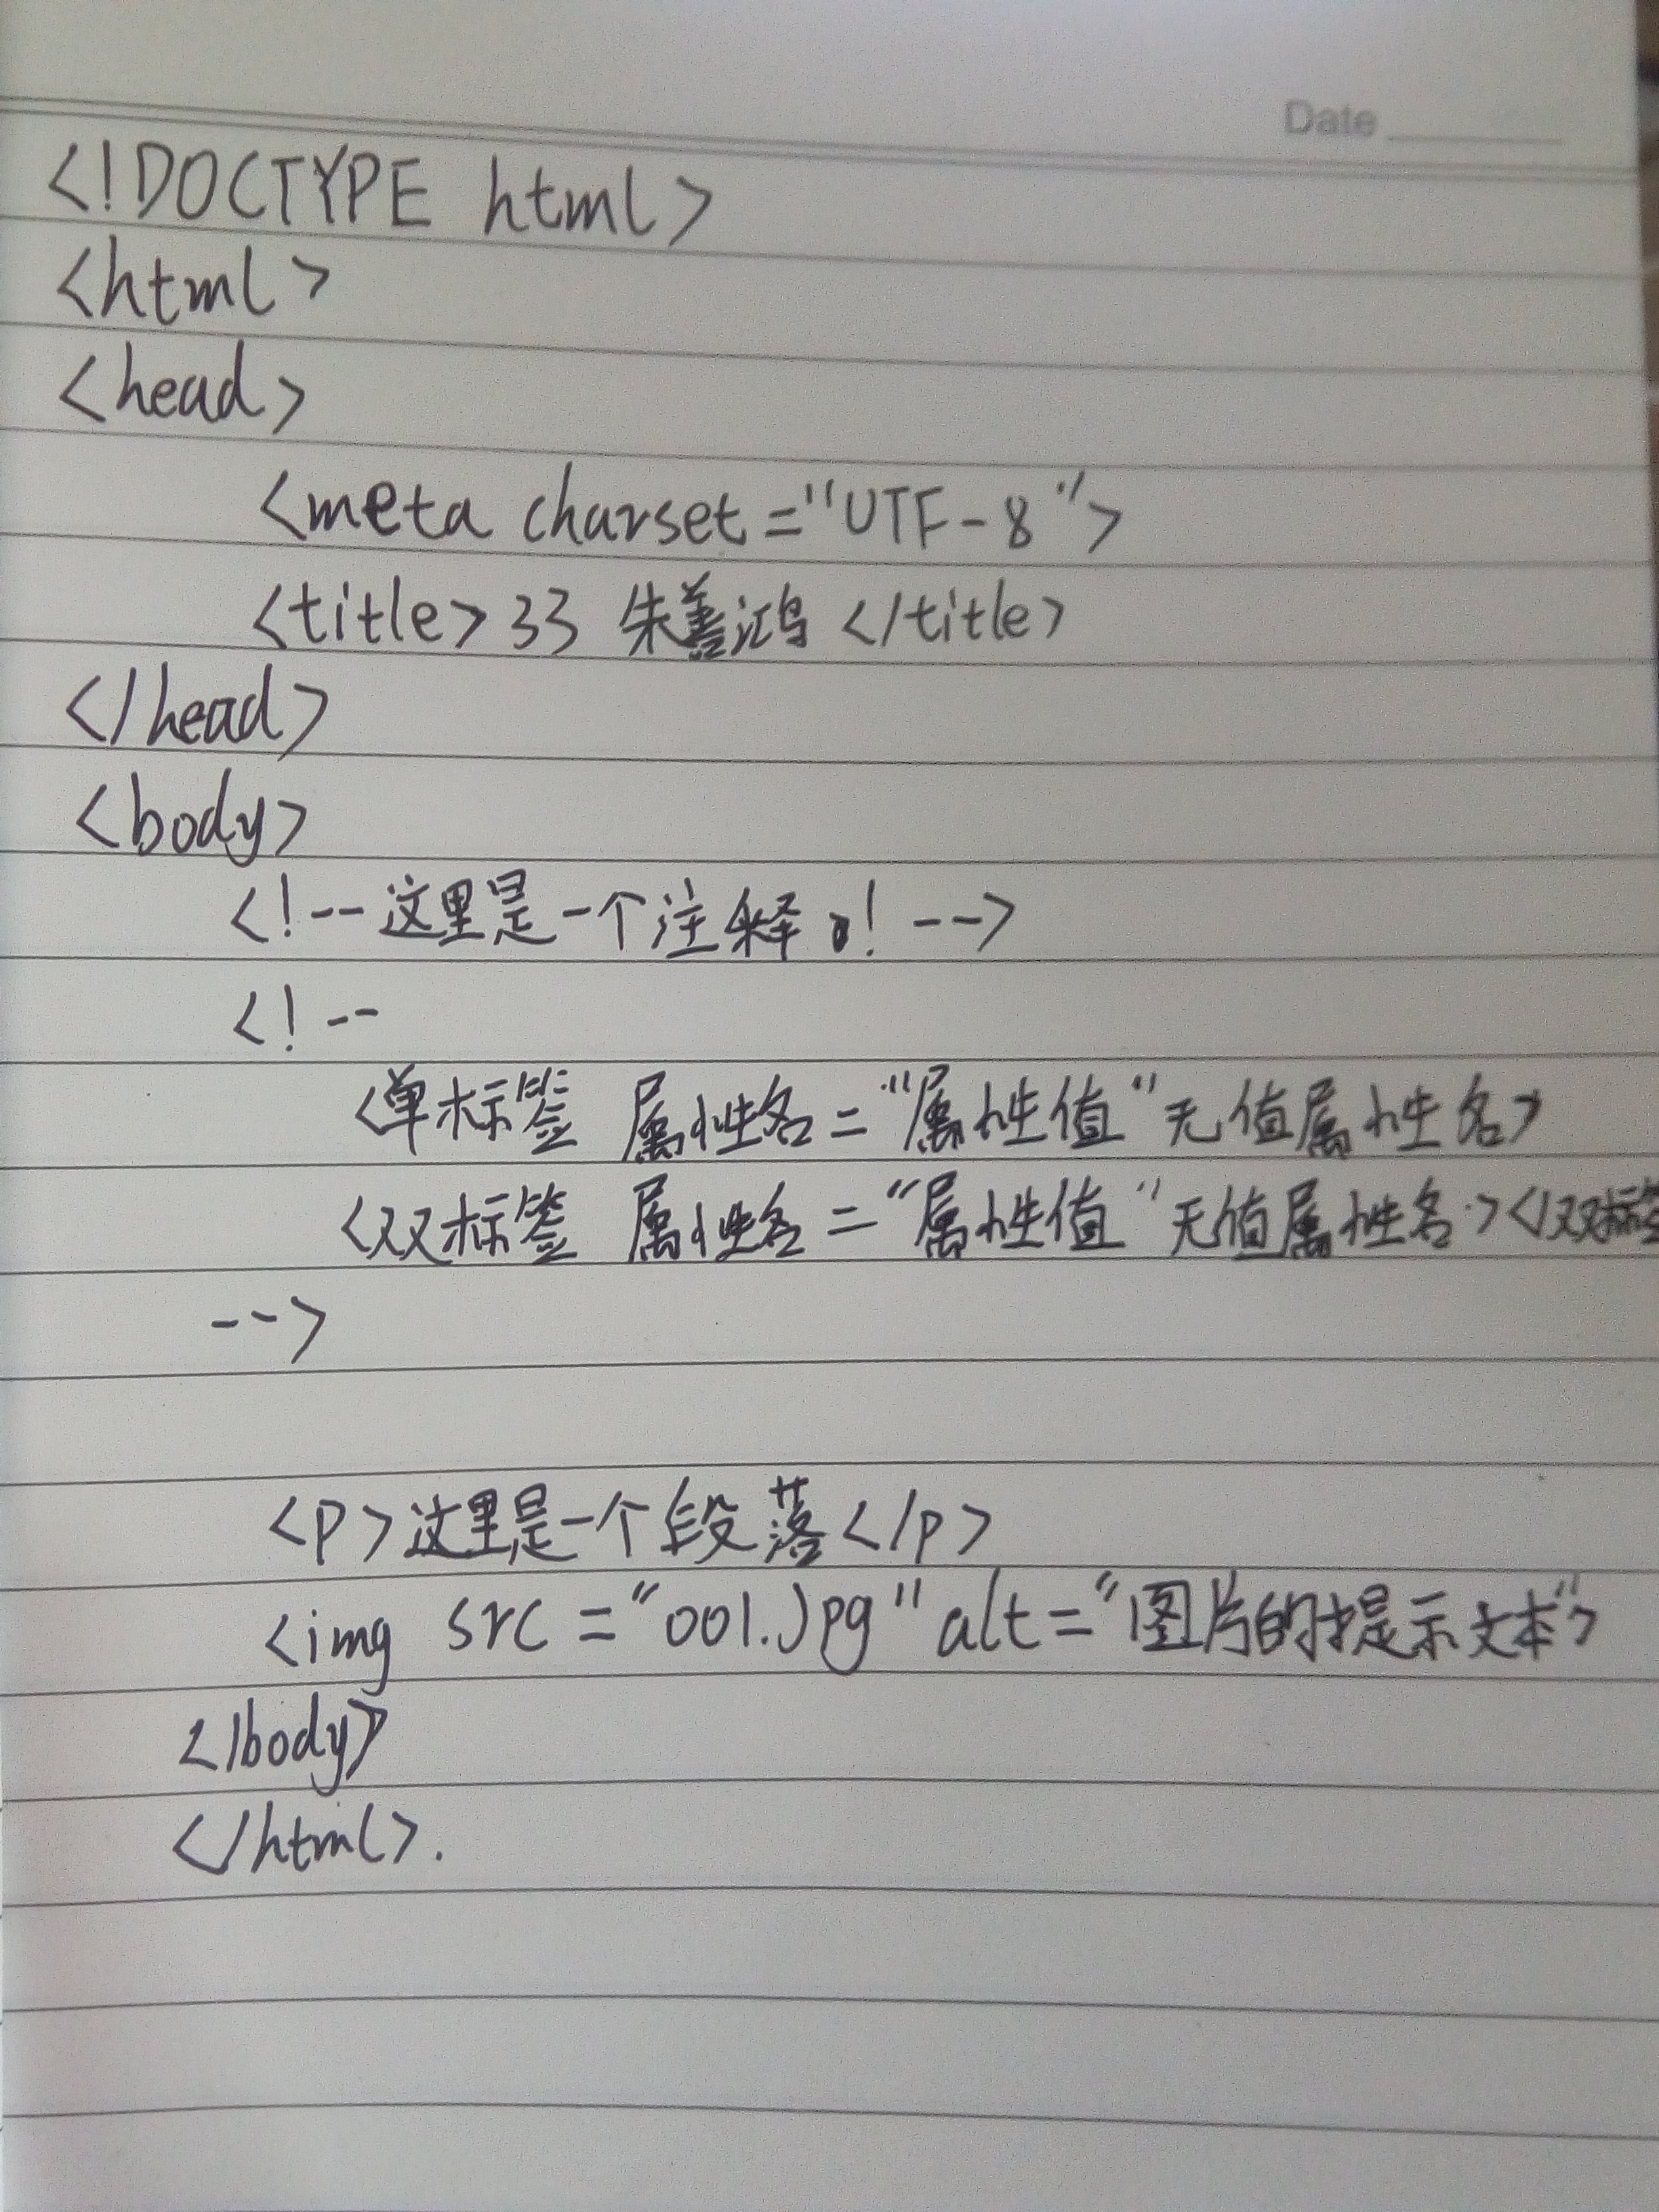 Date
<!DOCTYPE html>
<html>
<head>
<meta charset="UTF-8">
<title>33 朱善鸿</title>
</head>
<body>
<!--这里是一个注释。!-->
<!--
<单标签 属性名="属性值"无值属性名>
<双标签 属性名="属性值"无值属性名></双标签
-->
<p>这里是一个段落</p>
<img src="001.Jpg" alt="图片的提示文本">
</body>
</html>.